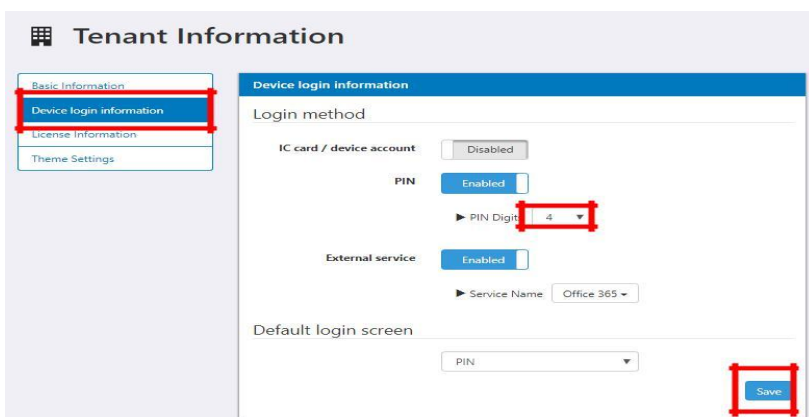 Tenant Information
Basic Information
Device login information
License Information
Theme Settings
Device login information
Login method
IC card / device account Disabled
PIN Enabled
▶ PIN Digit 4 ▼
External service Enabled
▶ Service Name Office 365
Default login screen
PIN ▼
Save